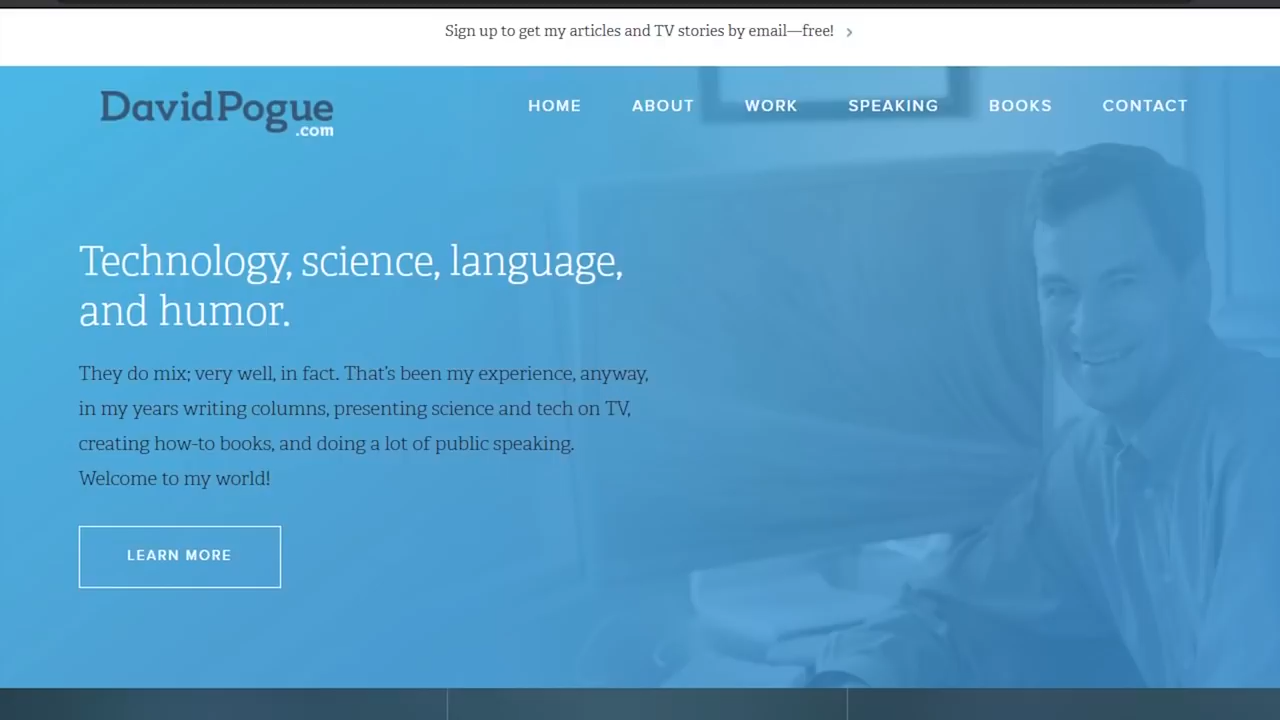 Sign up to get my articles and TV stories by email—free! >
DavidPogue
.com
HOME ABOUT WORK SPEAKING BOOKS CONTACT
Technology, science, language,
and humor.
They do mix; very well, in fact. That's been my experience, anyway,
in my years writing columns, presenting science and tech on TV,
creating how-to books, and doing a lot of public speaking.
Welcome to my world!
LEARN MORE